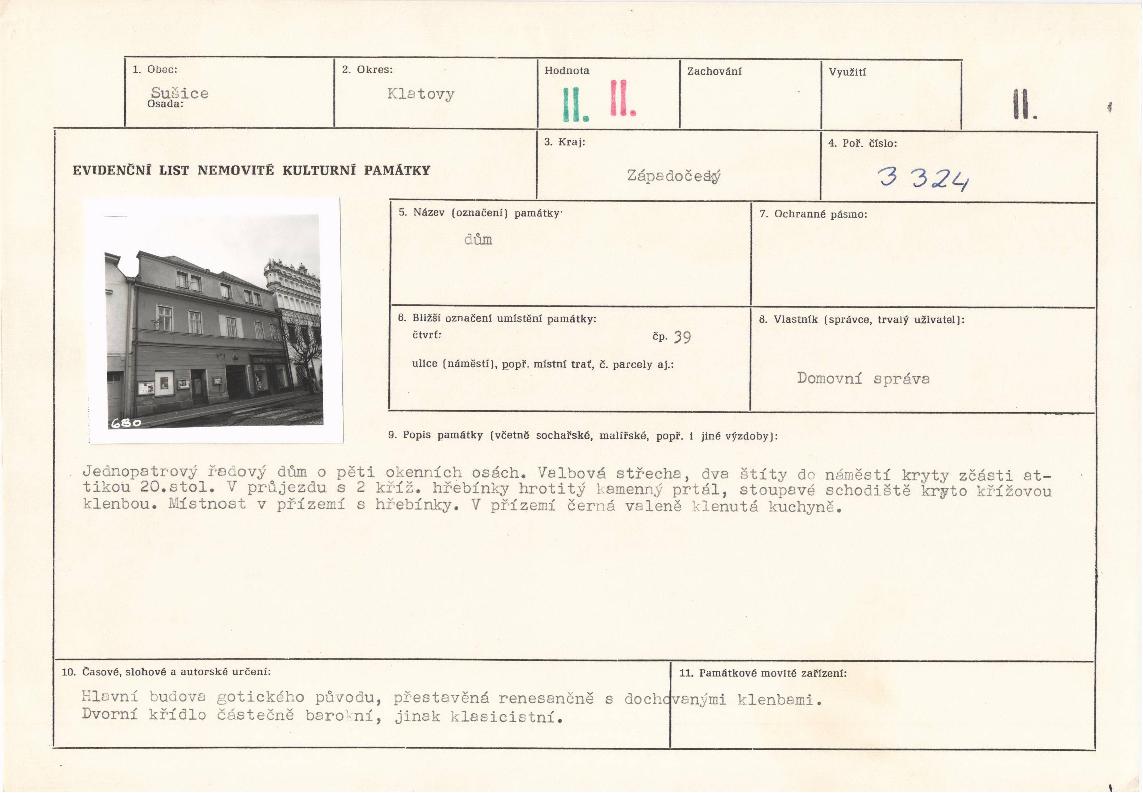 1. Obec:
Sušice
Osada:
2. Okres:
Klatovy
Hodnota
II. II.
Zachování
Využití
II.
EVIDENČNÍ LIST NEMOVITÉ KULTURNÍ PAMÁTKY
3. Kraj:
Západočeský
4. Poř. číslo:
3 324
680
5. Název (označení) památky:
dům
7. Ochranné pásmo:
6. Bližší označení umístění památky:
čtvrť:
čp. 39
ulice (náměstí), popř. místní trať, č. parcely aj.:
8. Vlastník (správce, trvalý uživatel):
Domovní správa
9. Popis památky (včetně sochařské, malířské, popř. i jiné výzdoby):
Jednopatrový řadový dům o pěti okenních osách. Valbová střecha, dva štíty do náměstí kryty zčásti at-
tikou 20.stol. V průjezdu s 2 kříž. hřebínky hrotitý kamenný prtál, stoupavé schodiště kryto křížovou
klenbou. Místnost v přízemí s hřebínky. V přízemí černá valeně klenutá kuchyně.
10. Časové, slohové a autorské určení:
11. Památkové movité zařízení:
Hlavní budova gotického původu, přestavěná renesančně s dochovanými klenbami.
Dvorní křídlo částečně barokní, jinak klasicistní.